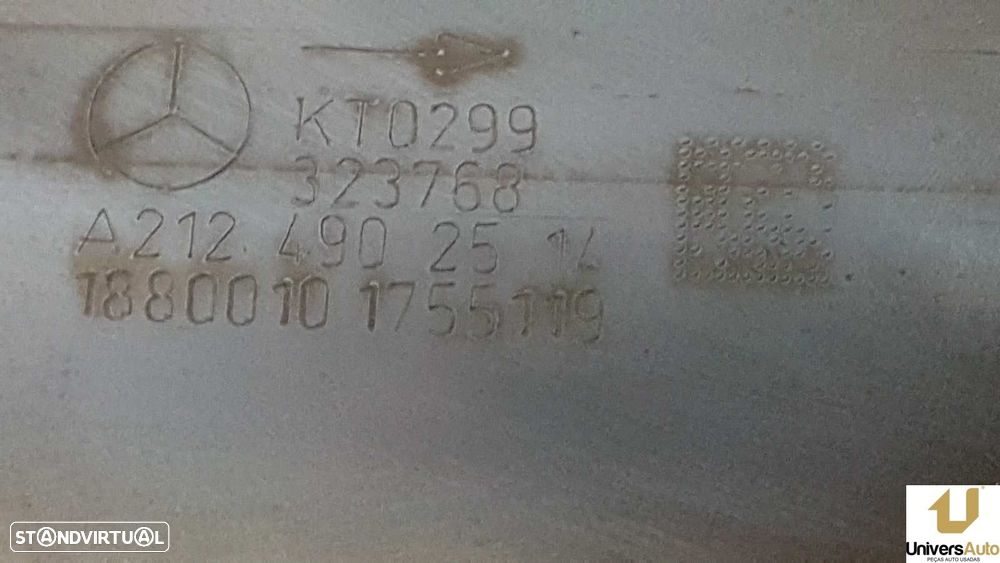 KT0299
323768
A212 490 25 14
1880010 1755119
STANDVIRTUAL
UniversAuto
PEÇAS AUTO USADAS